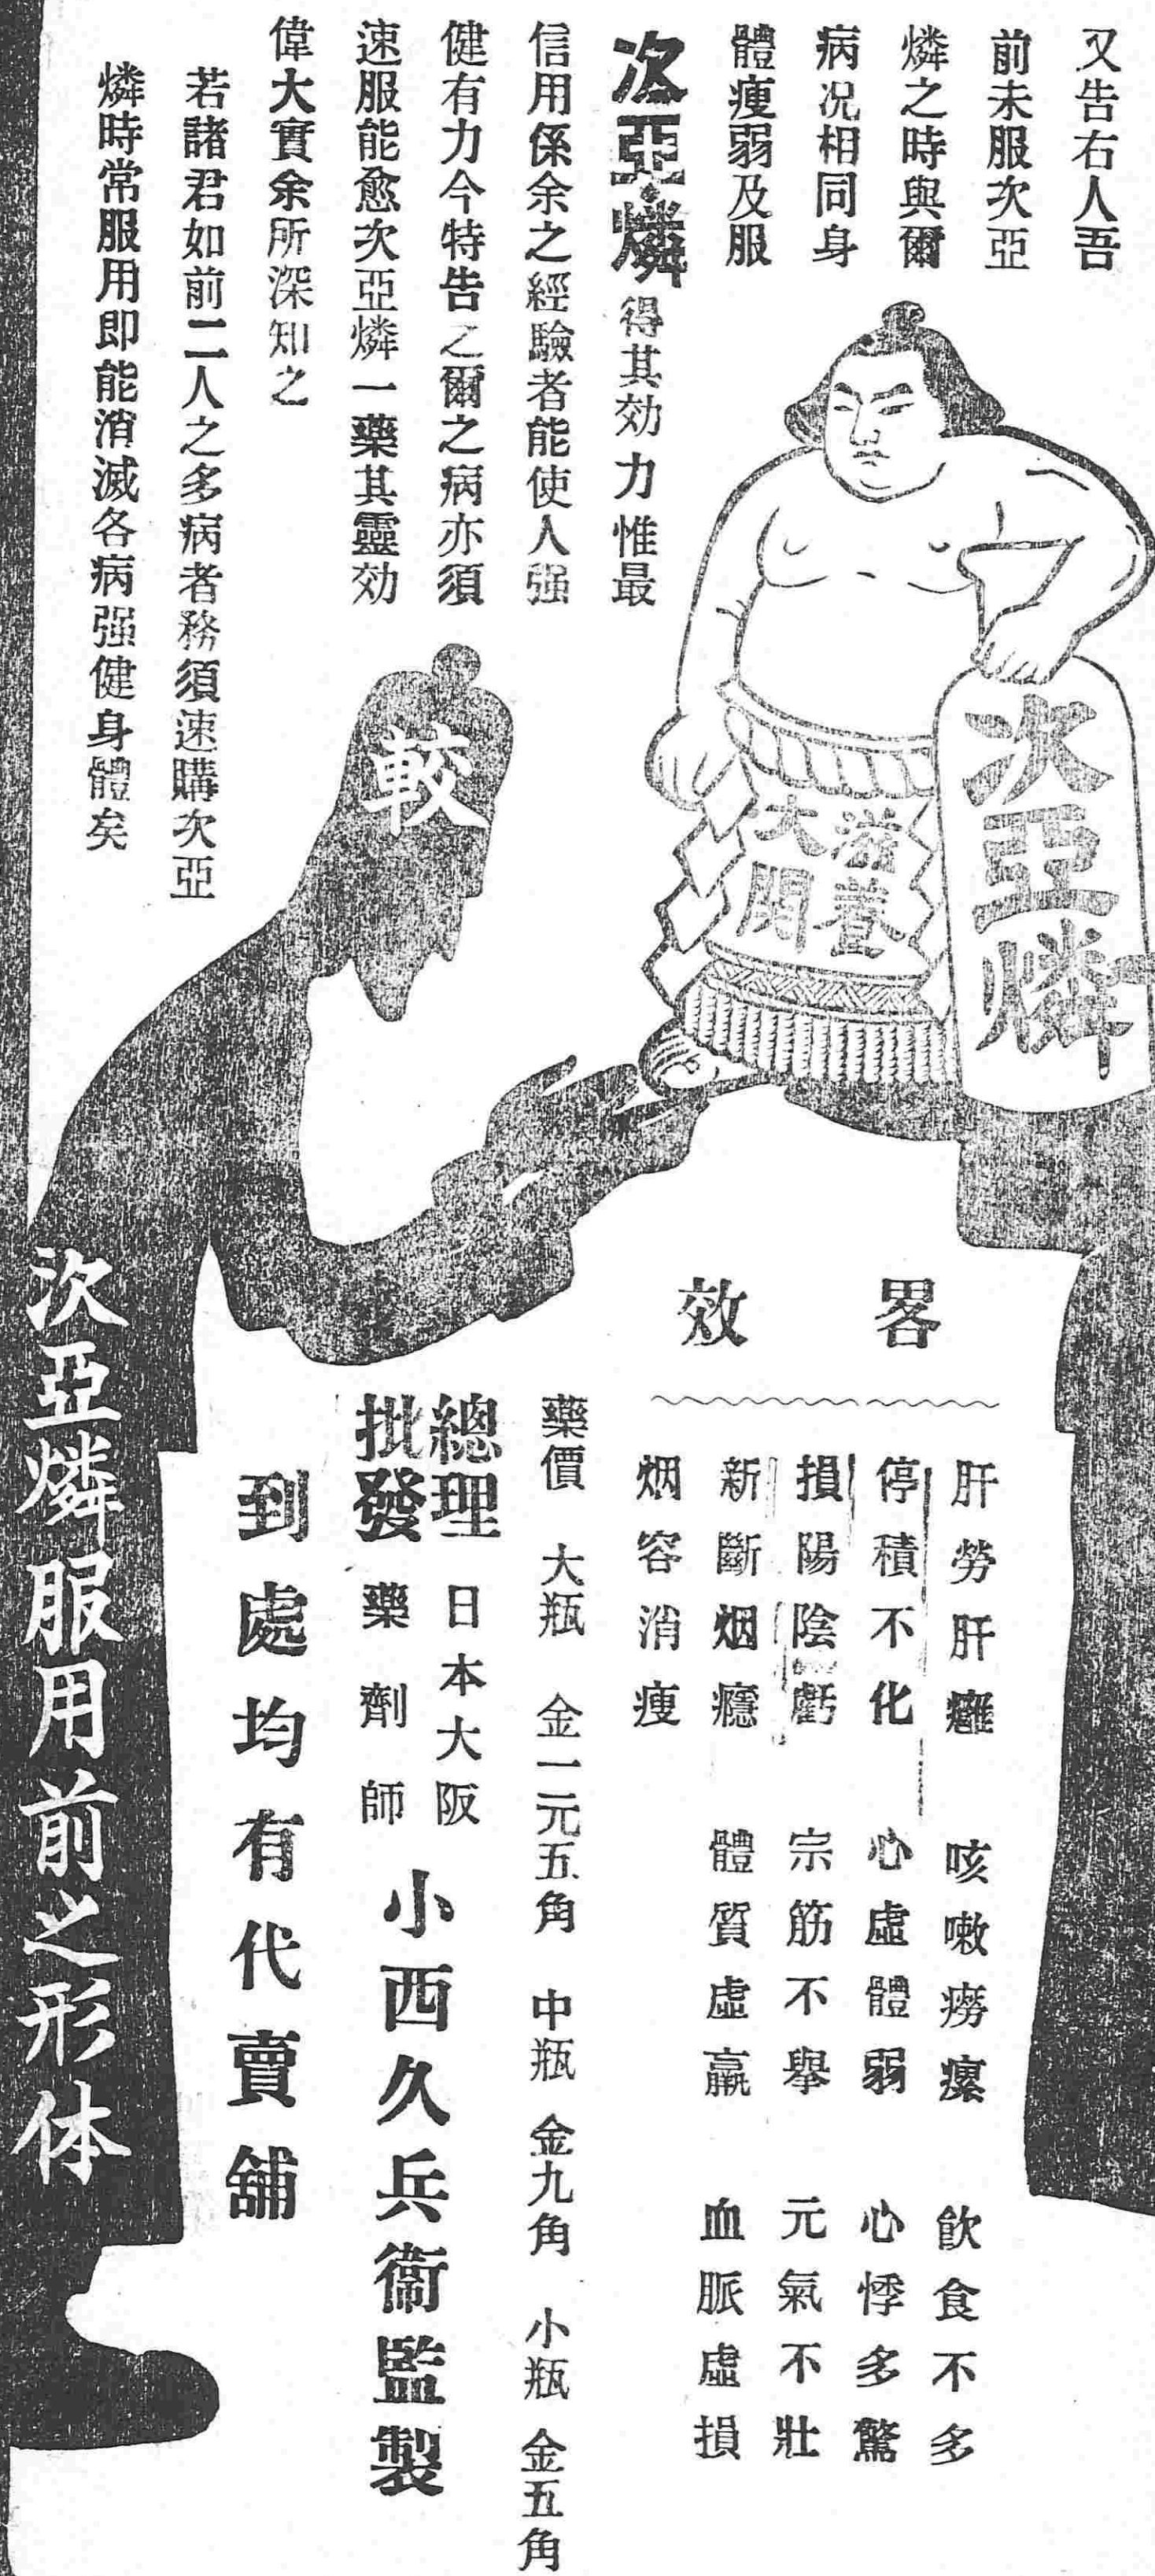 又告右人吾
前未服次亞
燐之時與爾
病况相同身
體瘦弱及服
次亞燐得其効力惟最
信用係余之經驗者能使人强
健有力今特告之爾之病亦須
速服能愈次亞燐一藥其靈効
偉大實余所深知之
若諸君如前二人之多病者務須速購次亞
燐時常服用即能消滅各病强健身體矣
次亞燐
滋養
大關
較
畧效
肝勞肝癰 咳嗽癆瘰 飲食不多
停積不化 心虛體弱 心悸多驚
損陽陰虧 宗筋不舉 元氣不壯
新斷烟癮 體質虛羸 血脈虛損
烟容消瘦
藥價 大瓶 金一元五角 中瓶 金九角 小瓶 金五角
總理
批發
日本大阪
藥劑師
小西久兵衞監製
到處均有代賣舖
次亞燐服用前之形体